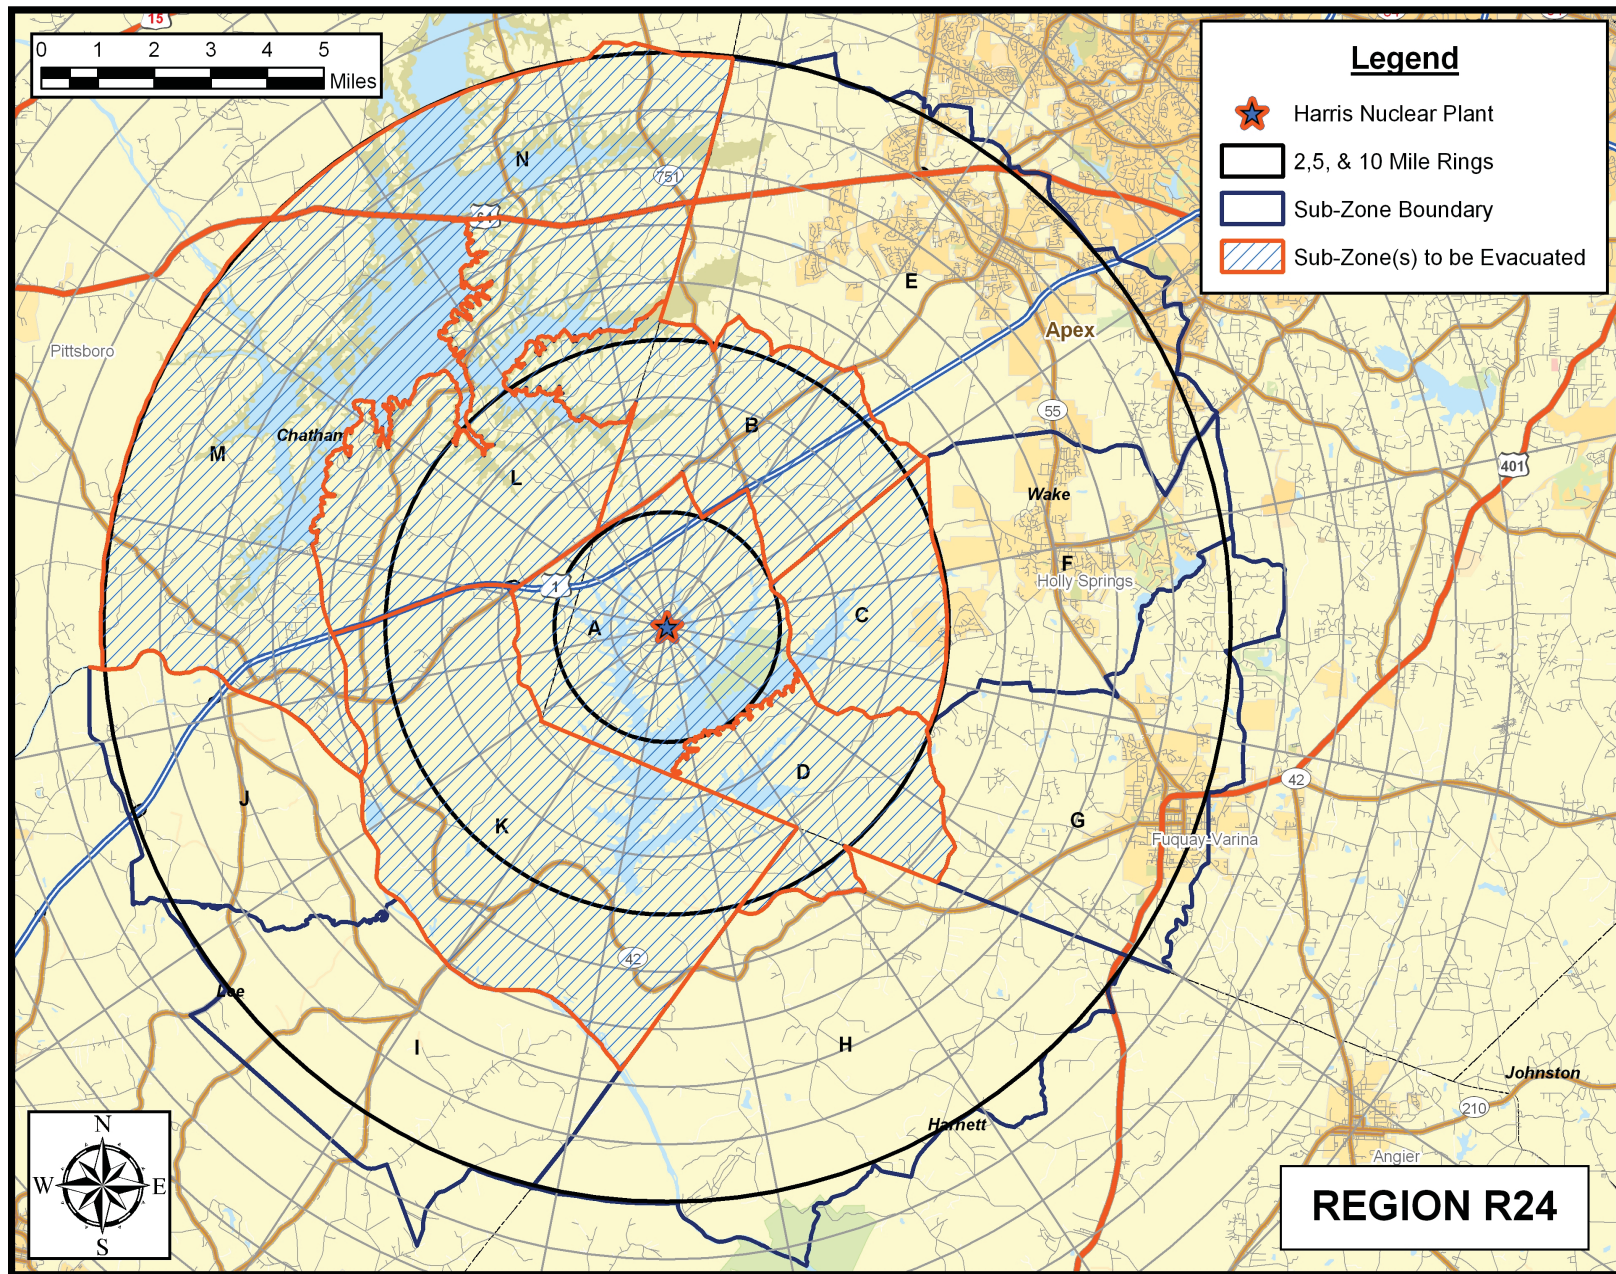 15
0 1 2 3 4 5
Miles
Legend
Harris Nuclear Plant
2,5, & 10 Mile Rings
Sub-Zone Boundary
Sub-Zone(s) to be Evacuated
N
751
64
E
Apex
Pittsboro
55
B
Chatham
M
L
401
Wake
F
Holly Springs
1
A
C
D
42
J
K
G
Fuquay-Varina
42
Lee
I
H
Johnston
210
Harnett
Angier
N
W E
S
REGION R24